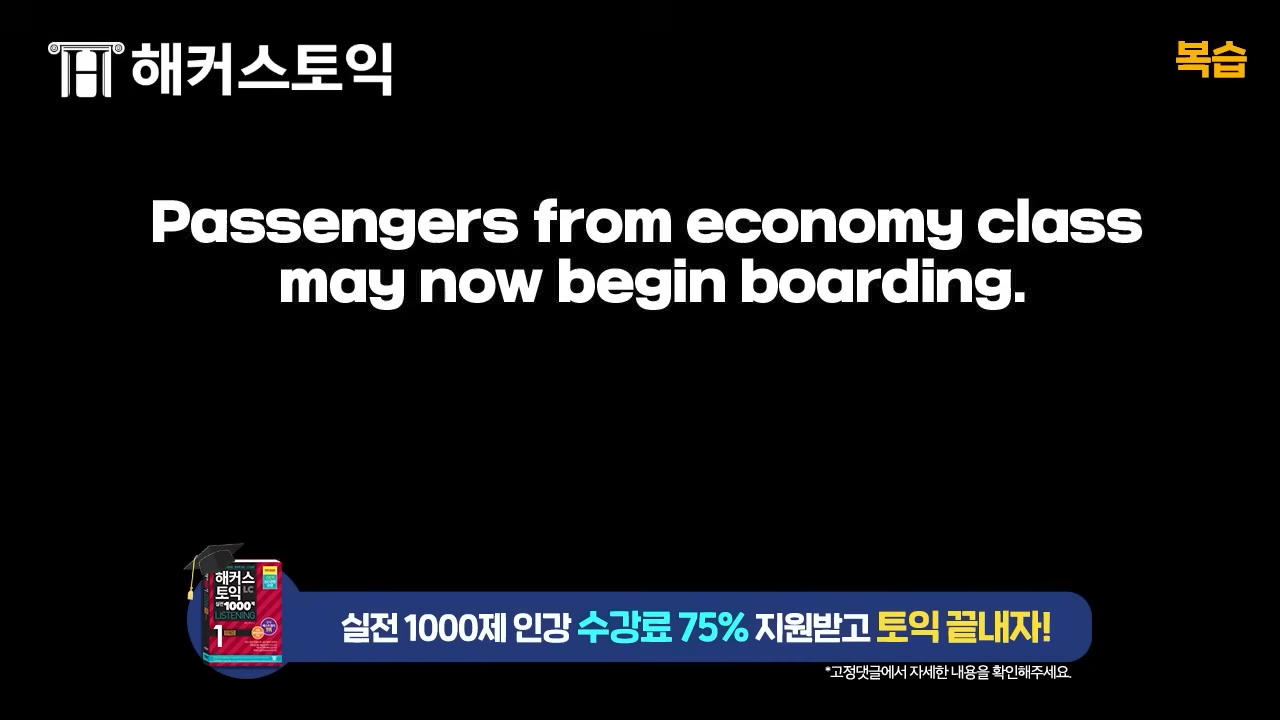 해커스토익
복습
Passengers from economy class
may now begin boarding.
해커스
토익 LC
실전 1000제
LISTENING
1
실전 1000제 인강 수강료 75% 지원받고 토익 끝내자!
*고정댓글에서 자세한 내용을 확인해주세요.